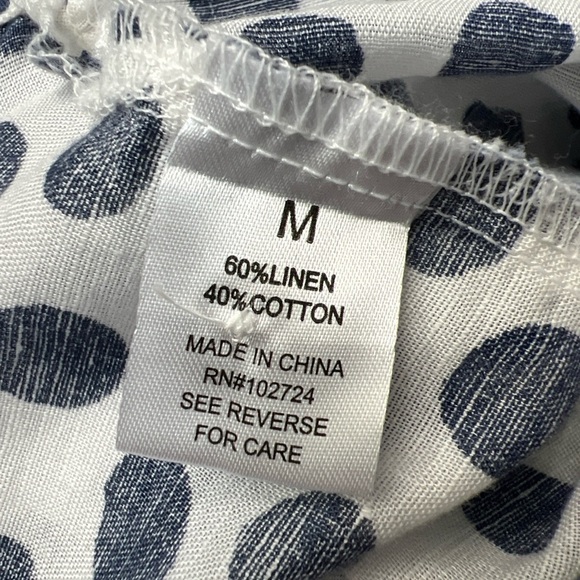 M
60%LINEN
40%COTTON
MADE IN CHINA
RN#102724
SEE REVERSE
FOR CARE